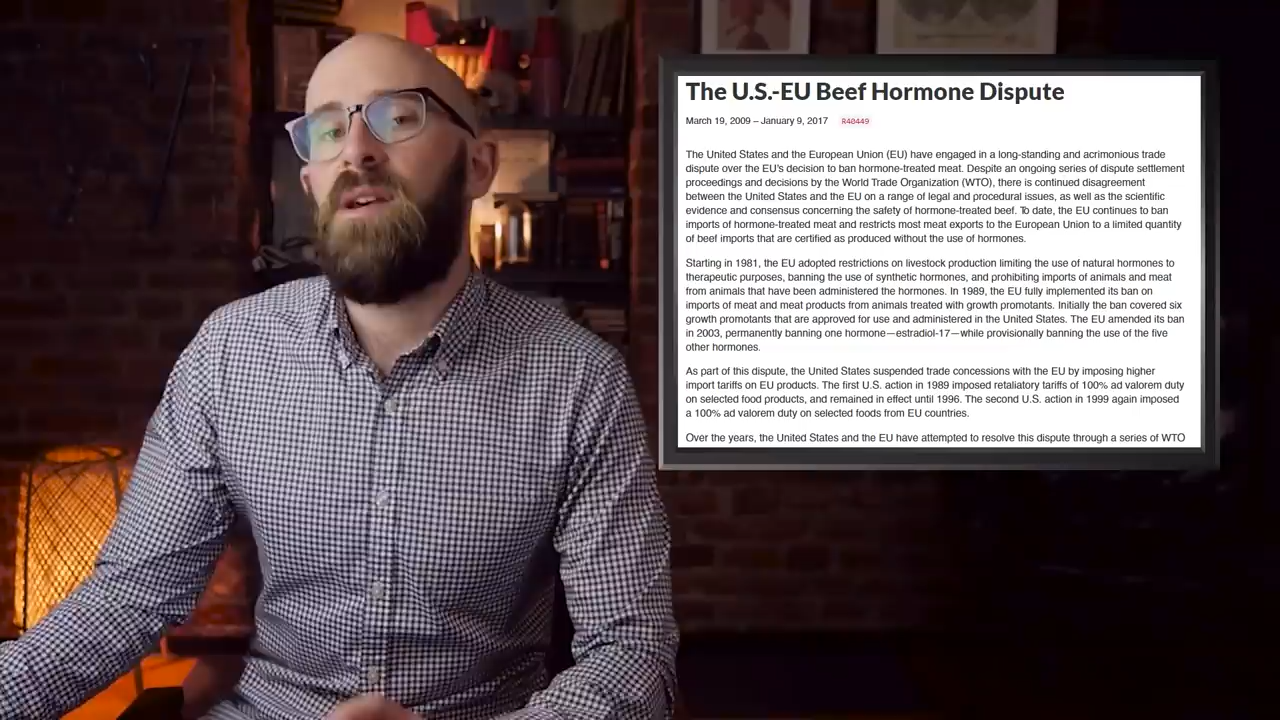 The U.S.-EU Beef Hormone Dispute
March 19, 2009 – January 9, 2017 R40449
The United States and the European Union (EU) have engaged in a long-standing and acrimonious trade
dispute over the EU's decision to ban hormone-treated meat. Despite an ongoing series of dispute settlement
proceedings and decisions by the World Trade Organization (WTO), there is continued disagreement
between the United States and the EU on a range of legal and procedural issues, as well as the scientific
evidence and consensus concerning the safety of hormone-treated beef. To date, the EU continues to ban
imports of hormone-treated meat and restricts most meat exports to the European Union to a limited quantity
of beef imports that are certified as produced without the use of hormones.
Starting in 1981, the EU adopted restrictions on livestock production limiting the use of natural hormones to
therapeutic purposes, banning the use of synthetic hormones, and prohibiting imports of animals and meat
from animals that have been administered the hormones. In 1989, the EU fully implemented its ban on
imports of meat and meat products from animals treated with growth promotants. Initially the ban covered six
growth promotants that are approved for use and administered in the United States. The EU amended its ban
in 2003, permanently banning one hormone—estradiol-17—while provisionally banning the use of the five
other hormones.
As part of this dispute, the United States suspended trade concessions with the EU by imposing higher
import tariffs on EU products. The first U.S. action in 1989 imposed retaliatory tariffs of 100% ad valorem duty
on selected food products, and remained in effect until 1996. The second U.S. action in 1999 again imposed
a 100% ad valorem duty on selected foods from EU countries.
Over the years, the United States and the EU have attempted to resolve this dispute through a series of WTO